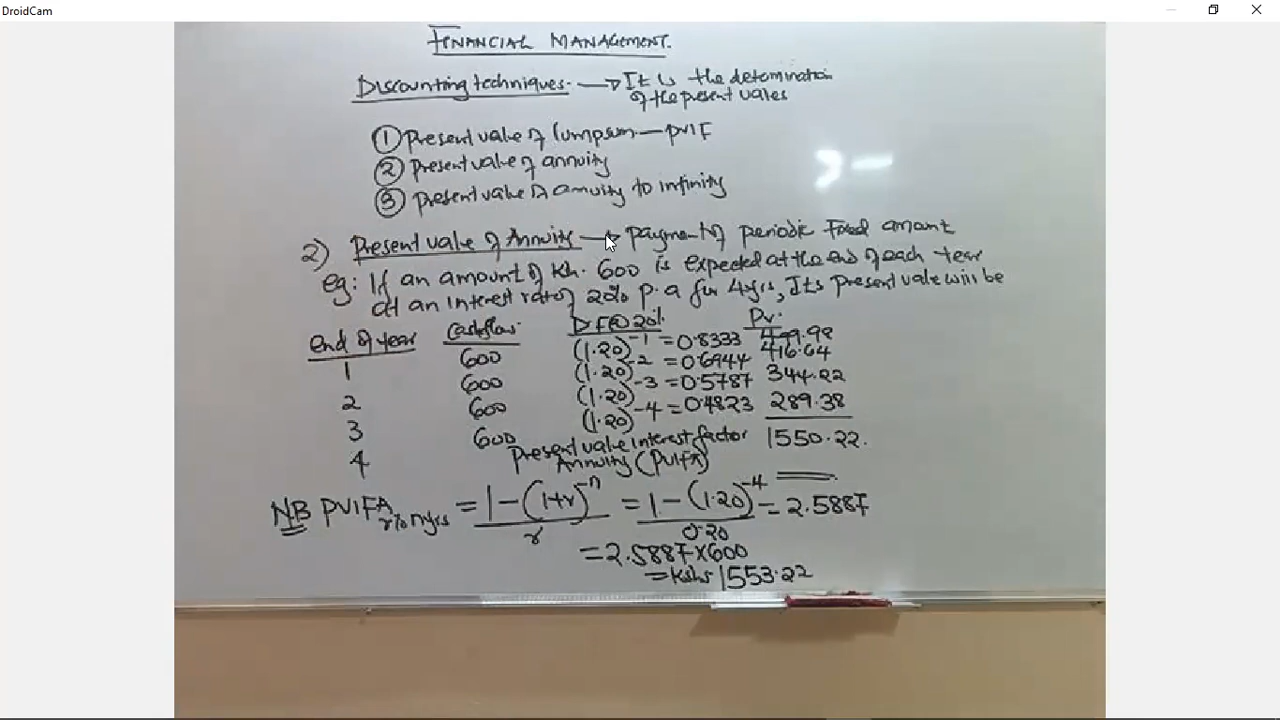 DroidCam
FINANCIAL MANAGEMENT.
Discounting techniques. → It is the determination
of the present values
① Present value of lumpsum — PVIF
② Present value of annuity
③ Present value of annuity to infinity
2) Present value of Annuity → payment of periodic Fixed amount
eg: If an amount of Ksh. 600 is expected at the end of each year
at an interest rate of 20% p.a for 4yrs, Its present value will be
end of year Cashflow DF@20% Pv.
1 600 (1.20)⁻¹ = 0.8333 499.98
2 600 (1.20)⁻² = 0.6944 416.64
3 600 (1.20)⁻³ = 0.5787 344.22
4 600 (1.20)⁻⁴ = 0.4823 289.38
1550.22.
Present value interest factor
Annuity (PVIFA)
NB PVIFA r% nyrs = 1-(1+r)⁻ⁿ / r = 1-(1.20)⁻⁴ / 0.20 = 2.5887
= 2.5887 x 600
= Kshs 1553.22